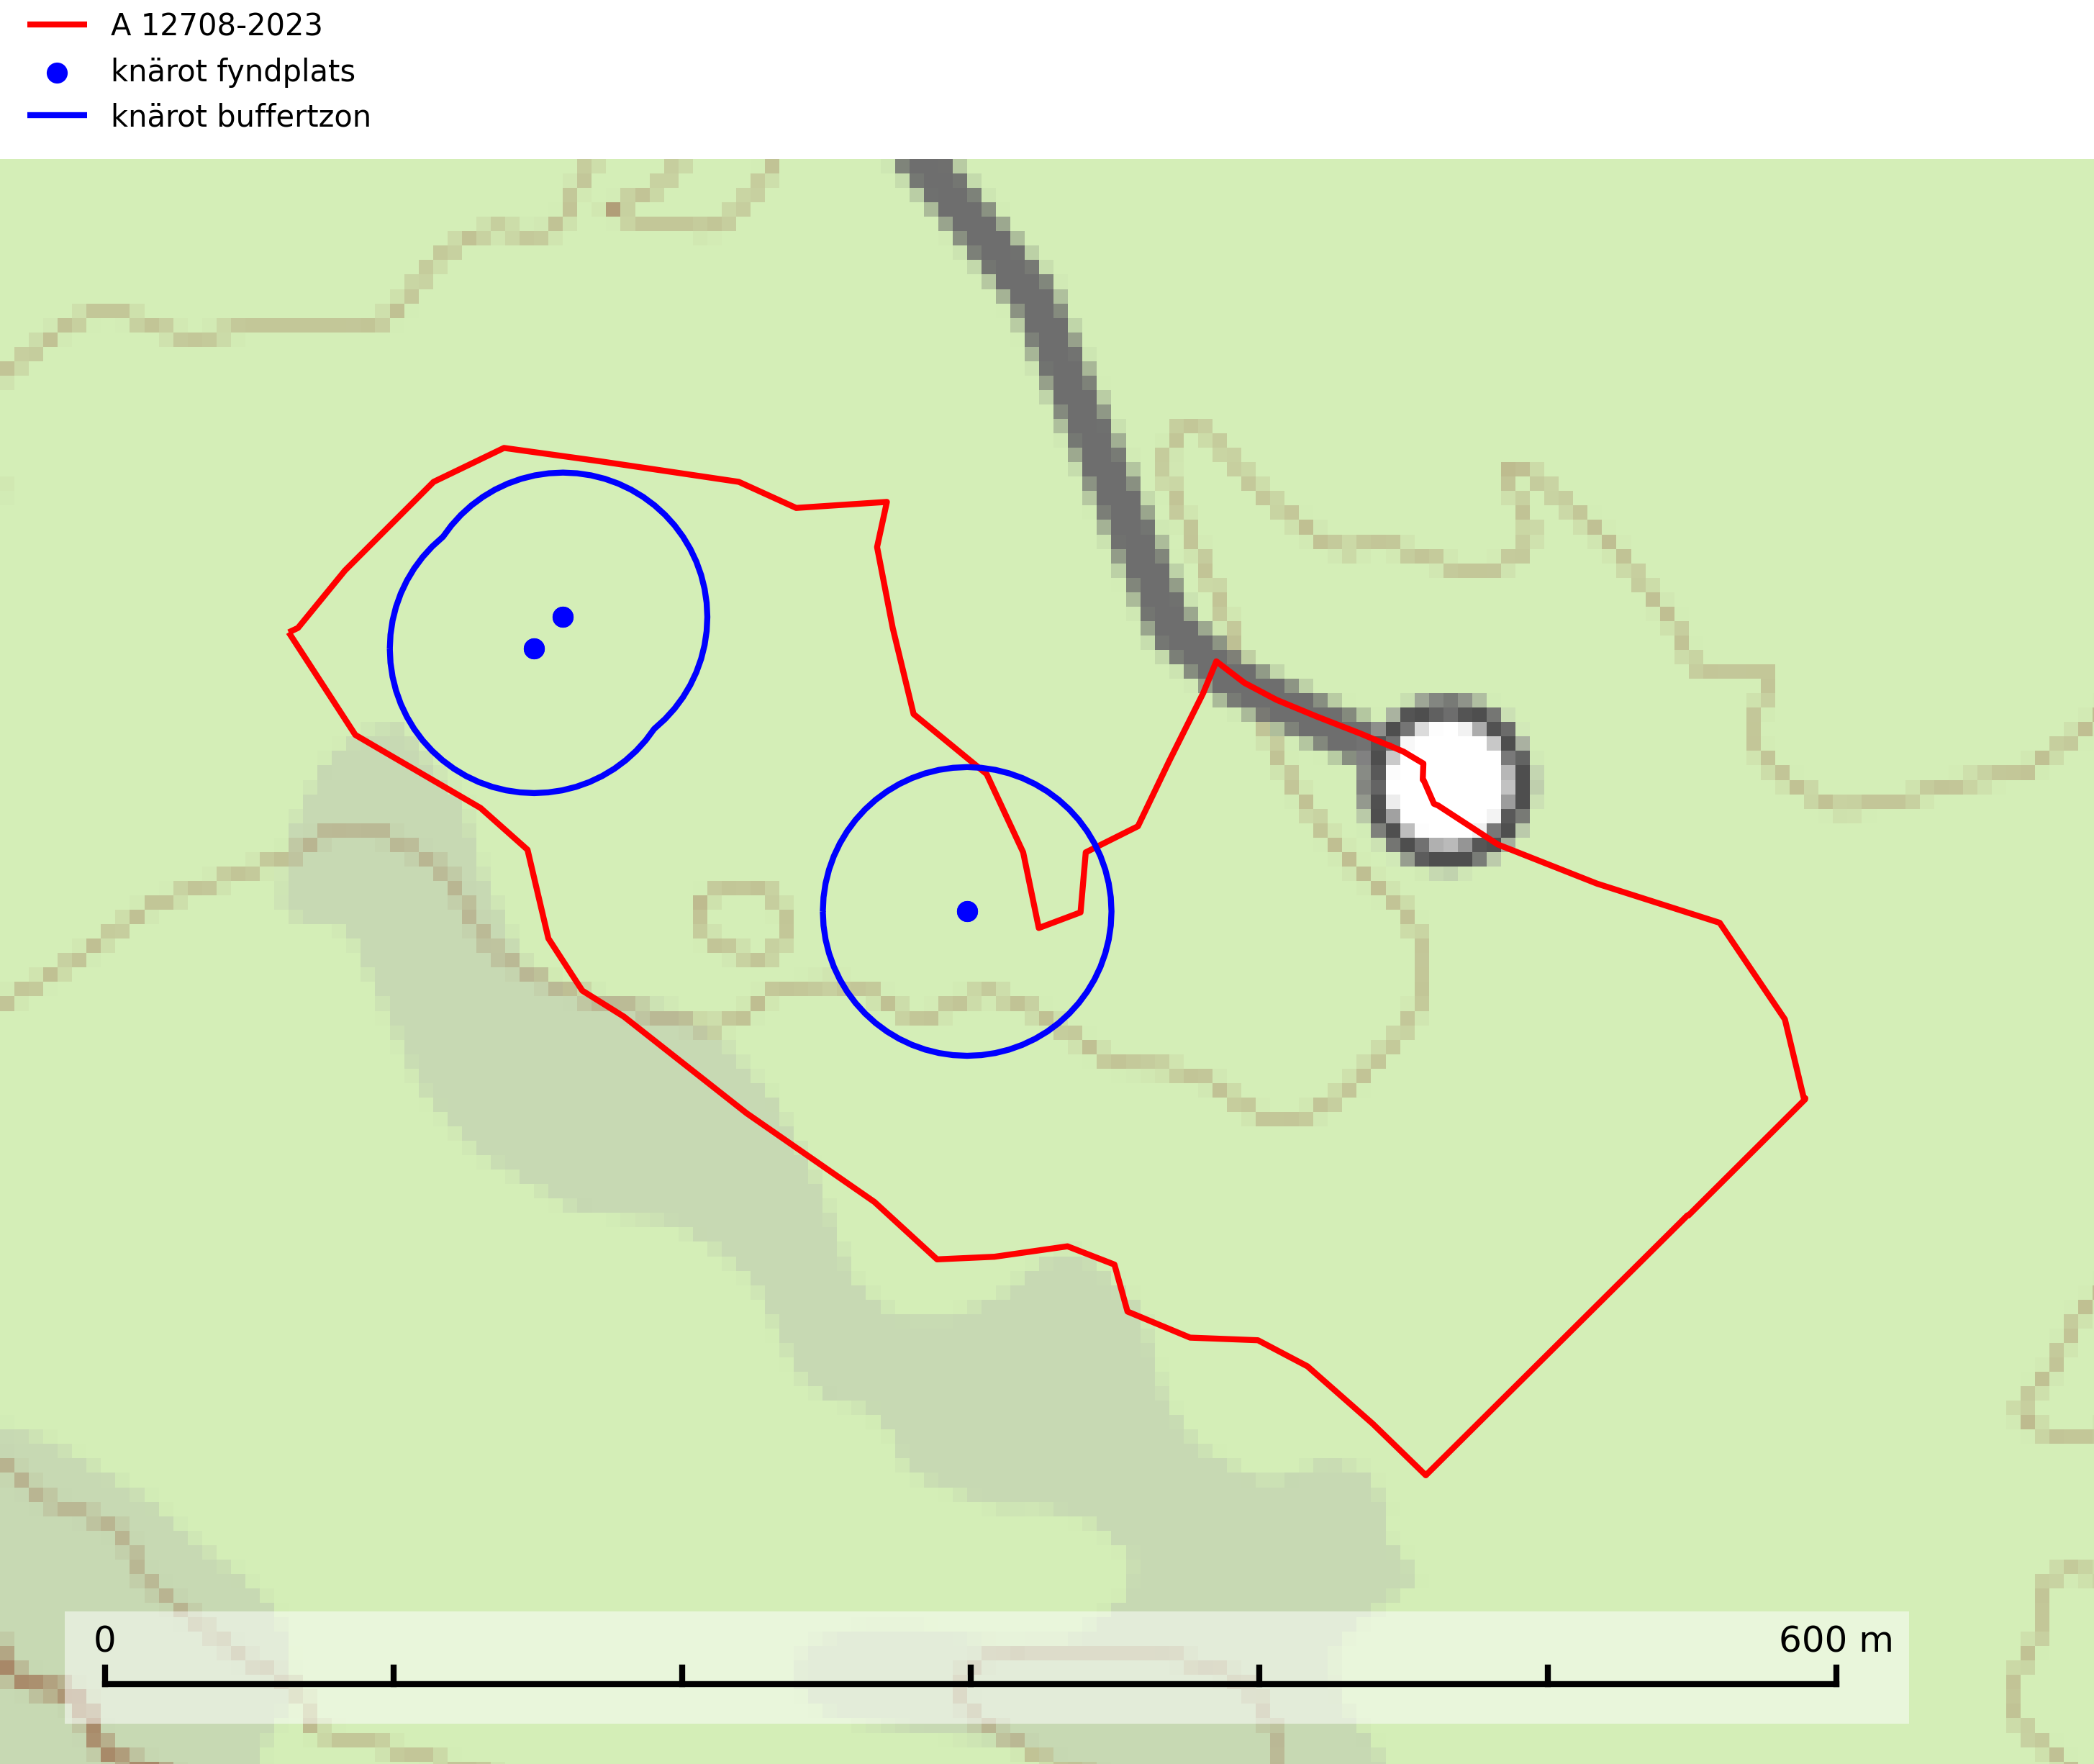 A 12708-2023
knärot fyndplats
knärot buffertzon
0
600 m